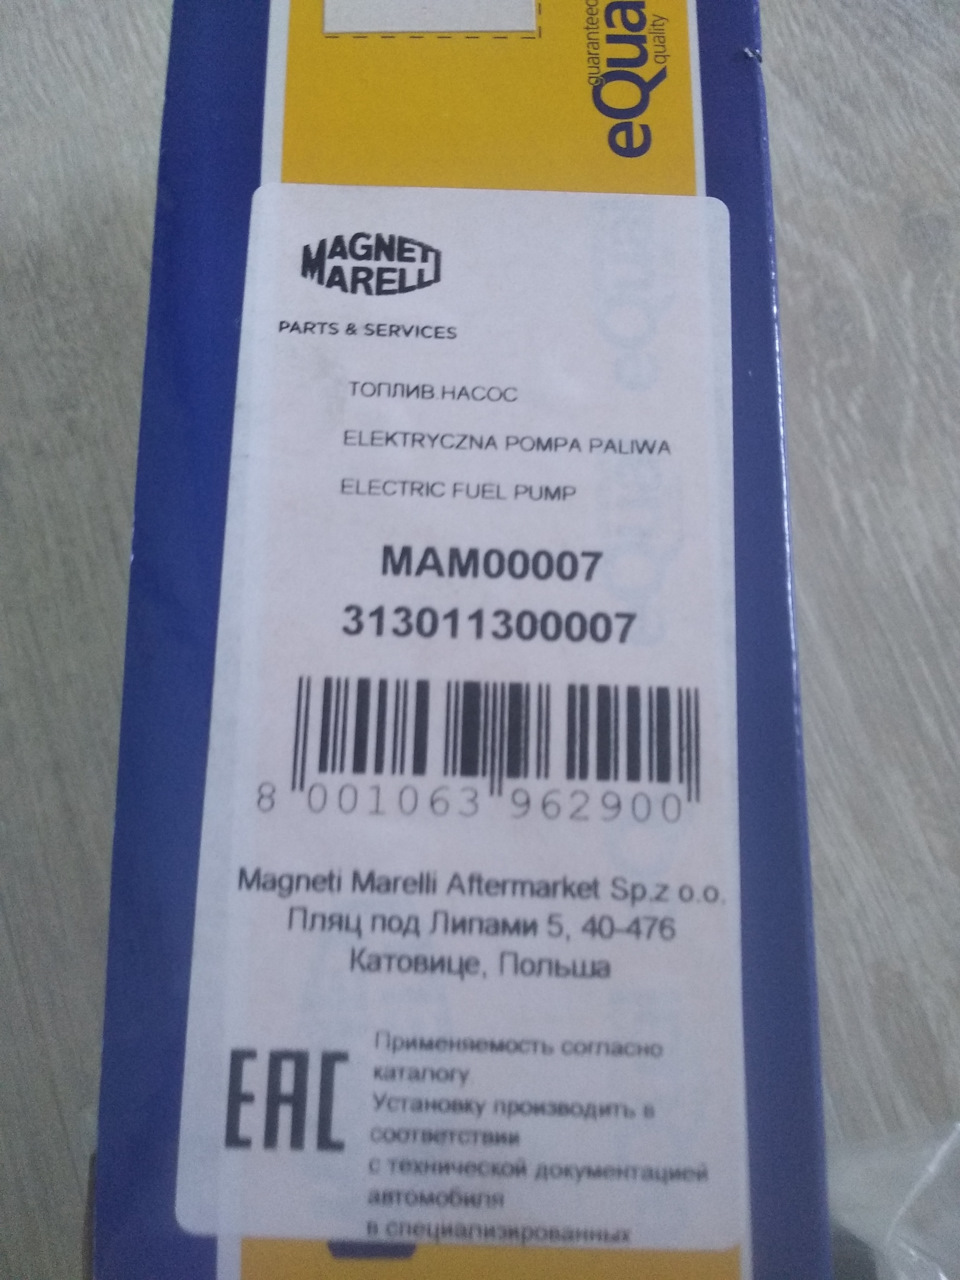 guaranteed
eQua
quality
MAGNETI
MARELLI
PARTS & SERVICES
ТОПЛИВ.НАСОС
ELEKTRYCZNA POMPA PALIWA
ELECTRIC FUEL PUMP
MAM00007
313011300007
8 001063 962900
Magneti Marelli Aftermarket Sp.z o.o.
Пляц под Липами 5, 40-476
Катовице, Польша
EAC
Применяемость согласно
каталогу
Установку производить в
соответствии
с технической документацией
автомобиля
в специализированных